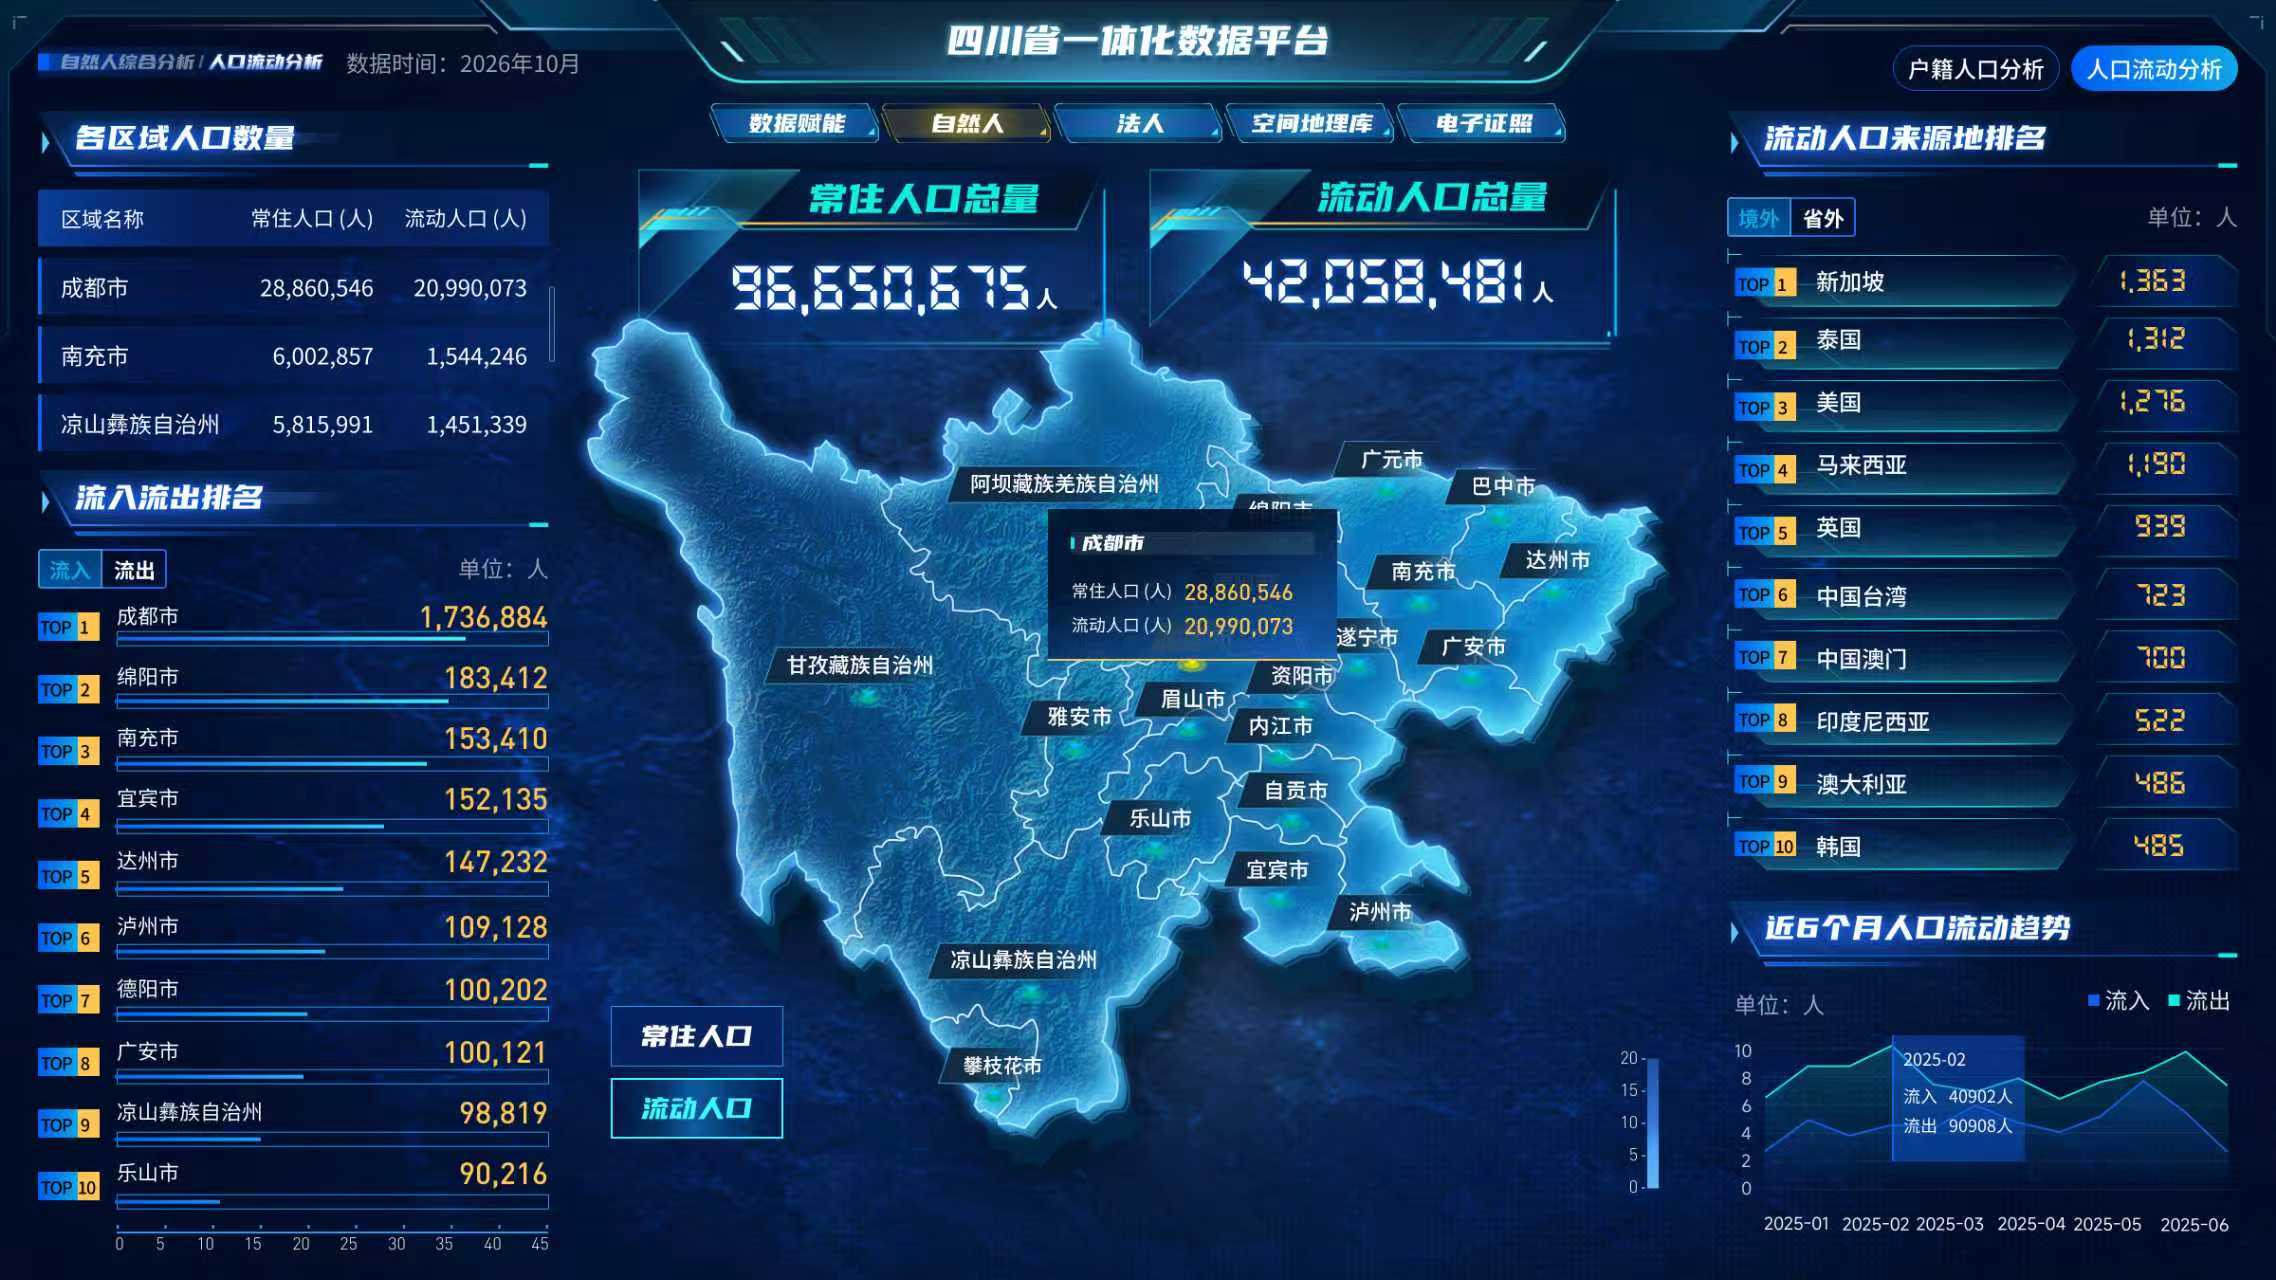 四川省一体化数据平台
自然人综合分析 / 人口流动分析 数据时间：2026年10月
户籍人口分析 人口流动分析
数据赋能 自然人 法人 空间地理库 电子证照
各区域人口数量
区域名称 常住人口 (人) 流动人口 (人)
成都市 28,860,546 20,990,073
南充市 6,002,857 1,544,246
凉山彝族自治州 5,815,991 1,451,339
流入流出排名
流入 流出 单位：人
TOP 1 成都市 1,736,884
TOP 2 绵阳市 183,412
TOP 3 南充市 153,410
TOP 4 宜宾市 152,135
TOP 5 达州市 147,232
TOP 6 泸州市 109,128
TOP 7 德阳市 100,202
TOP 8 广安市 100,121
TOP 9 凉山彝族自治州 98,819
TOP 10 乐山市 90,216
0 5 10 15 20 25 30 35 40 45
常住人口总量
96,650,675人
流动人口总量
42,058,481人
广元市
阿坝藏族羌族自治州
巴中市
绵阳市
成都市
常住人口 (人) 28,860,546
流动人口 (人) 20,990,073
达州市
南充市
遂宁市
广安市
甘孜藏族自治州
资阳市
眉山市
雅安市
内江市
自贡市
乐山市
宜宾市
泸州市
凉山彝族自治州
攀枝花市
常住人口
流动人口
20
15
10
5
0
流动人口来源地排名
境外 省外 单位：人
TOP 1 新加坡 1,363
TOP 2 泰国 1,312
TOP 3 美国 1,276
TOP 4 马来西亚 1,190
TOP 5 英国 939
TOP 6 中国台湾 723
TOP 7 中国澳门 700
TOP 8 印度尼西亚 522
TOP 9 澳大利亚 486
TOP 10 韩国 485
近6个月人口流动趋势
单位：人 流入 流出
10
8
6
4
2
0
2025-02
流入 40902人
流出 90908人
2025-01 2025-02 2025-03 2025-04 2025-05 2025-06